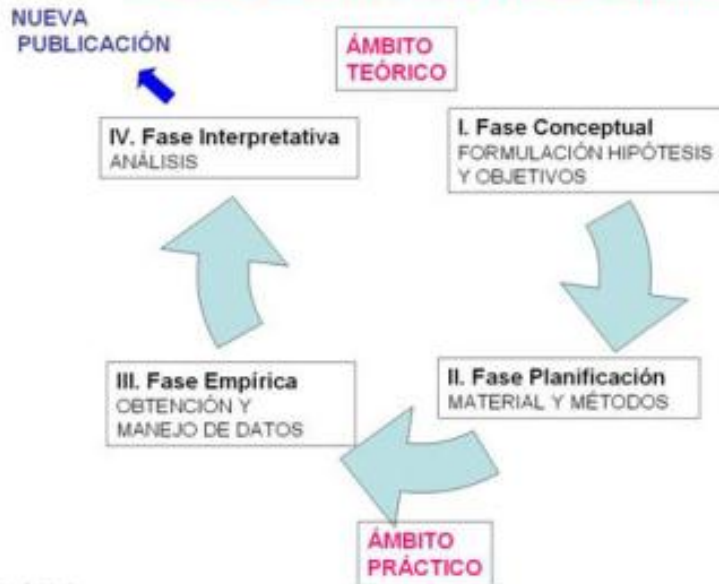 NUEVA
PUBLICACIÓN
ÁMBITO
TEÓRICO
IV. Fase Interpretativa
ANÁLISIS
I. Fase Conceptual
FORMULACIÓN HIPÓTESIS
Y OBJETIVOS
III. Fase Empírica
OBTENCIÓN Y
MANEJO DE DATOS
II. Fase Planificación
MATERIAL Y MÉTODOS
ÁMBITO
PRÁCTICO